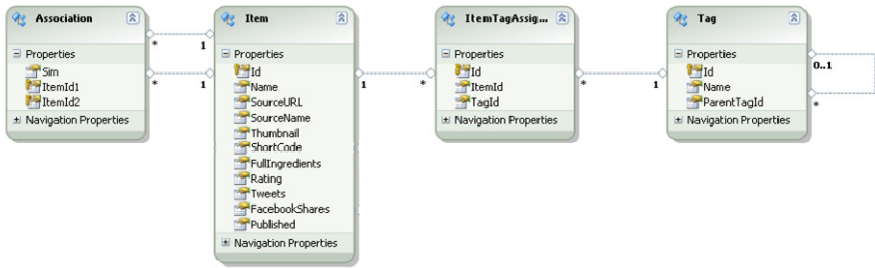 Association
Properties
Sim
ItemId1
ItemId2
Navigation Properties
*
1
*
1
Item
Properties
Id
Name
SourceURL
SourceName
Thumbnail
ShortCode
FullIngredients
Rating
Tweets
FacebookShares
Published
Navigation Properties
1
*
ItemTagAssig...
Properties
Id
ItemId
TagId
Navigation Properties
*
1
Tag
Properties
Id
Name
ParentTagId
Navigation Properties
0..1
*